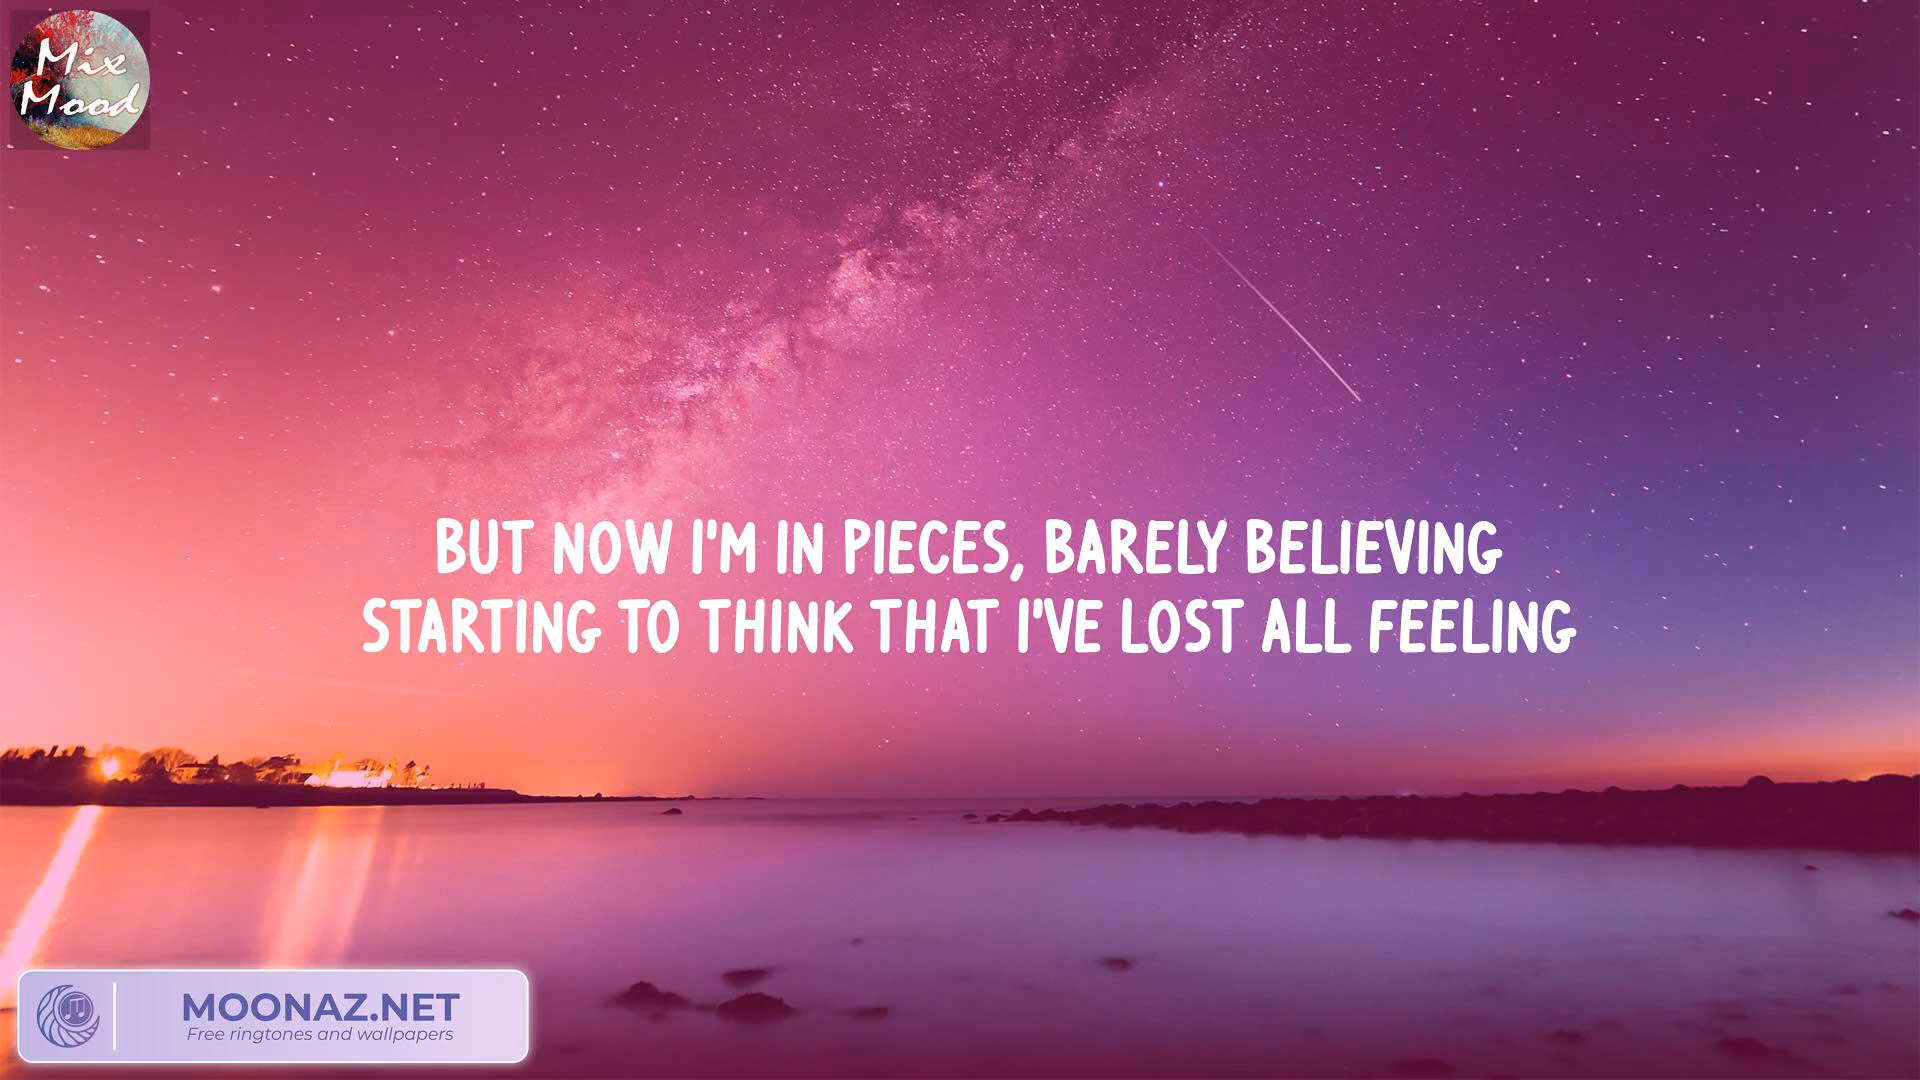 Mix
Mood
BUT NOW I'M IN PIECES, BARELY BELIEVING
STARTING TO THINK THAT I'VE LOST ALL FEELING
MOONAZ.NET
Free ringtones and wallpapers